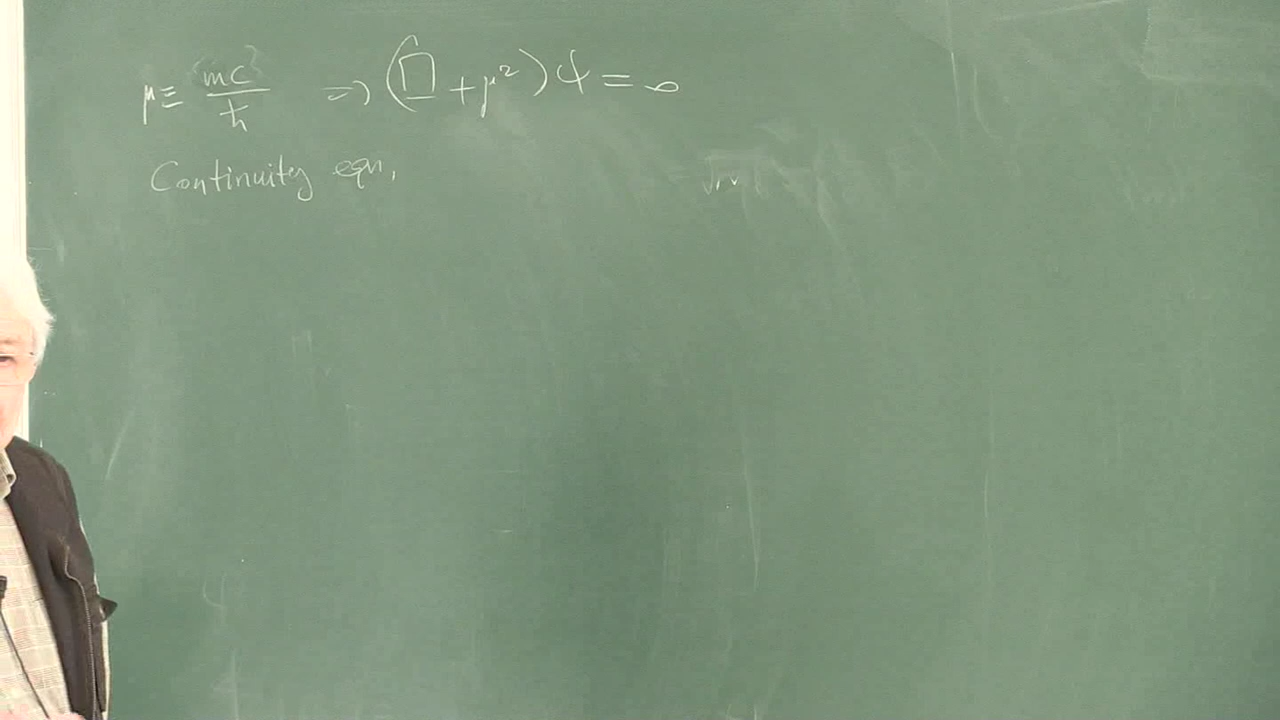 μ ≡ mc/ħ ⇒ (□ + μ²) ψ = 0
Continuity eqn.